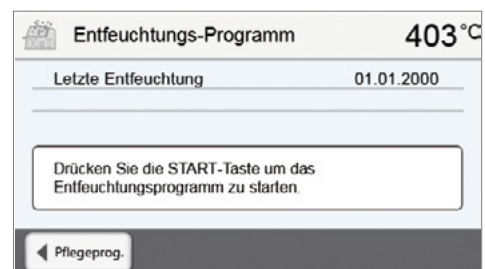 Entfeuchtungs-Programm 403°C
Letzte Entfeuchtung 01.01.2000
Drücken Sie die START-Taste um das
Entfeuchtungsprogramm zu starten.
Pflegeprog.